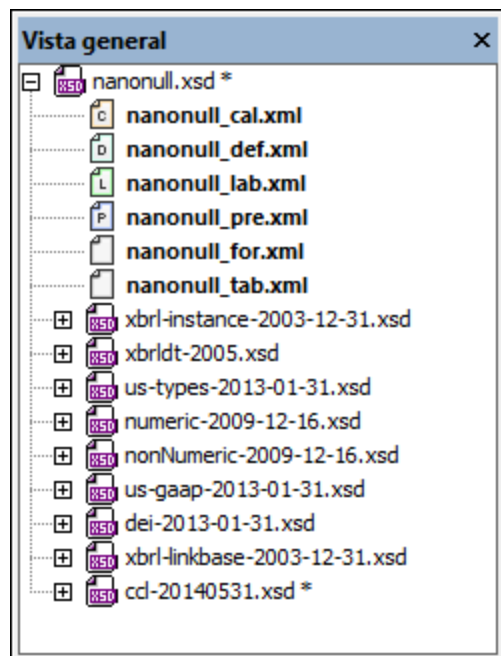 Vista general
nanonull.xsd *
nanonull_cal.xml
nanonull_def.xml
nanonull_lab.xml
nanonull_pre.xml
nanonull_for.xml
nanonull_tab.xml
xbrl-instance-2003-12-31.xsd
xbrldt-2005.xsd
us-types-2013-01-31.xsd
numeric-2009-12-16.xsd
nonNumeric-2009-12-16.xsd
us-gaap-2013-01-31.xsd
dei-2013-01-31.xsd
xbrl-linkbase-2003-12-31.xsd
ccl-20140531.xsd *